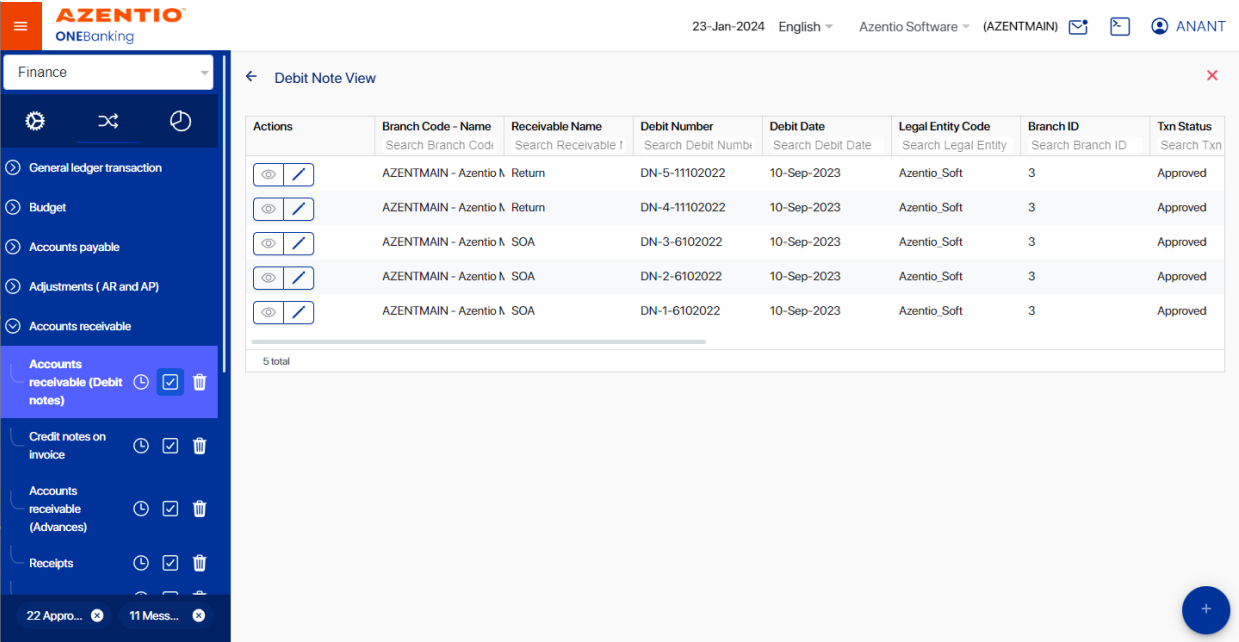 AZENTIO
ONEBanking
23-Jan-2024 English Azentio Software (AZENTMAIN) ANANT
Finance
General ledger transaction
Budget
Accounts payable
Adjustments ( AR and AP)
Accounts receivable
Accounts
receivable (Debit
notes)
Credit notes on
invoice
Accounts
receivable
(Advances)
Receipts
22 Appro... 11 Mess...
Debit Note View
Actions Branch Code - Name Receivable Name Debit Number Debit Date Legal Entity Code Branch ID Txn Status
Search Branch Code Search Receivable Search Debit Numbe Search Debit Date Search Legal Entity Search Branch ID Search Txn
AZENTMAIN - Azentio Return DN-5-11102022 10-Sep-2023 Azentio_Soft 3 Approved
AZENTMAIN - Azentio Return DN-4-11102022 10-Sep-2023 Azentio_Soft 3 Approved
AZENTMAIN - Azentio SOA DN-3-6102022 10-Sep-2023 Azentio_Soft 3 Approved
AZENTMAIN - Azentio SOA DN-2-6102022 10-Sep-2023 Azentio_Soft 3 Approved
AZENTMAIN - Azentio SOA DN-1-6102022 10-Sep-2023 Azentio_Soft 3 Approved
5 total